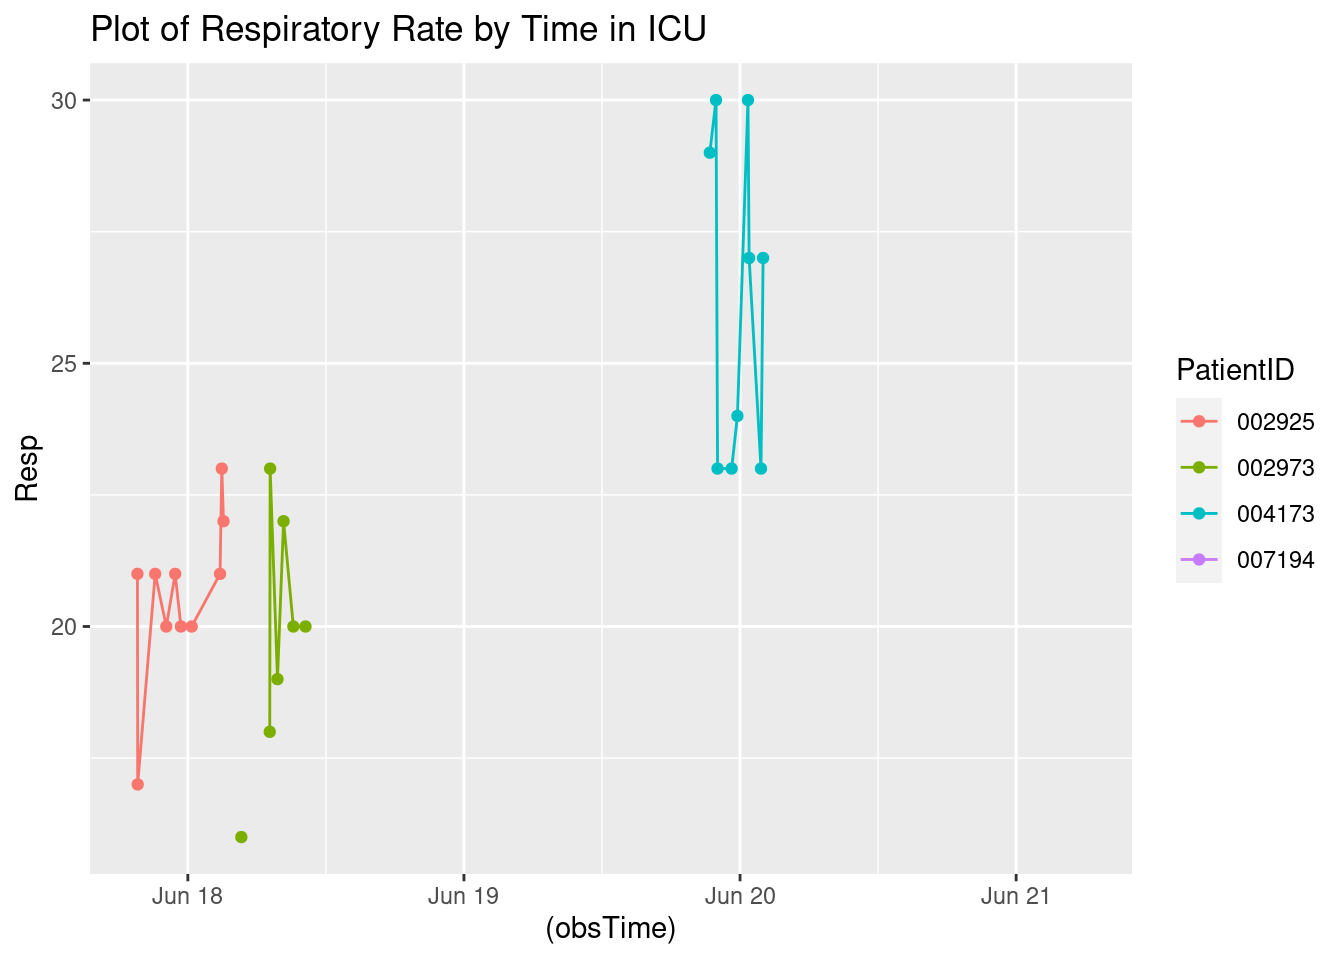 Plot of Respiratory Rate by Time in ICU
30
25
20
Resp
Jun 18
Jun 19
Jun 20
Jun 21
(obsTime)
PatientID
002925
002973
004173
007194